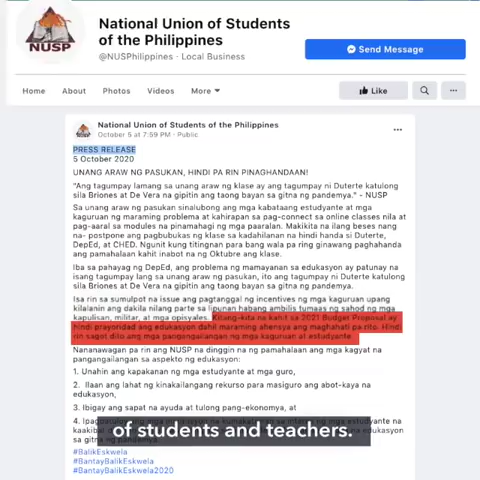 NUSP
National Union of Students
of the Philippines
@NUSPhilippines · Local Business
Send Message
Home About Photos Videos More
Like
National Union of Students of the Philippines
October 5 at 7:59 PM · Public
PRESS RELEASE
5 October 2020
UNANG ARAW NG PASUKAN, HINDI PA RIN PINAGHANDAAN!
"Ang tagumpay lamang sa unang araw ng klase ay ang tagumpay ni Duterte katulong
sila Briones at De Vera na gipitin ang taong bayan sa gitna ng pandemya." - NUSP
Sa unang araw ng pasukan sinalubong ang mga kabataang estudyante at mga
kaguruan ng maraming problema at kahirapan sa pag-connect sa online classes nila at
pag-aaral sa modules na pinamahagi ng mga paaralan. Makikita na ilang beses nang
na- postpone ang pagbubukas ng klase sa kadahilanan na hindi handa si Duterte,
DepEd, at CHED. Ngunit kung titingnan para bang wala pa ring ginawang paghahanda
ang pamahalaan kahit inabot na ng Oktubre ang klase.
Iba sa pahayag ng DepEd, ang problema ng mamayanan sa edukasyon ay patunay na
isang tagumpay lang sa unang araw ng pasukan, ito ang tagumpay ni Duterte katulong
sila Briones at De Vera na gipitin ang taong bayan sa gitna ng pandemya.
Isa rin sa sumulpot na issue ang pagtanggal ng incentives ng mga kaguruan upang
kilalanin ang dakila nilang parte sa lipunan habang ambilis tumaas ng sahod ng mga
kapulisan, militar, at mga opisyales. Kitang-kita na kahit sa 2021 Budget Proposal ay
hindi prayoridad ang edukasyon dahil maraming ahensya ang maghahati pa rito. Hindi
rin sagot dito ang mga pangangailangan ng mga kaguruan at estudyante.
Nananawagan pa rin ang NUSP na dinggin na ng pamahalaan ang mga kagyat na
pangangailangan sa aspekto ng edukasyon:
1. Unahin ang kapakanan ng mga estudyante at mga guro,
2. Ilaan ang lahat ng kinakailangang rekurso para masiguro ang abot-kaya na
edukasyon,
3. Ibigay ang sapat na ayuda at tulong pang-ekonomya, at
4.
of students and teachers.
sa gitna ng pandemya.
#BalikEskwela
#BantayBalikEskwela
#BantayBalikEskwela2020